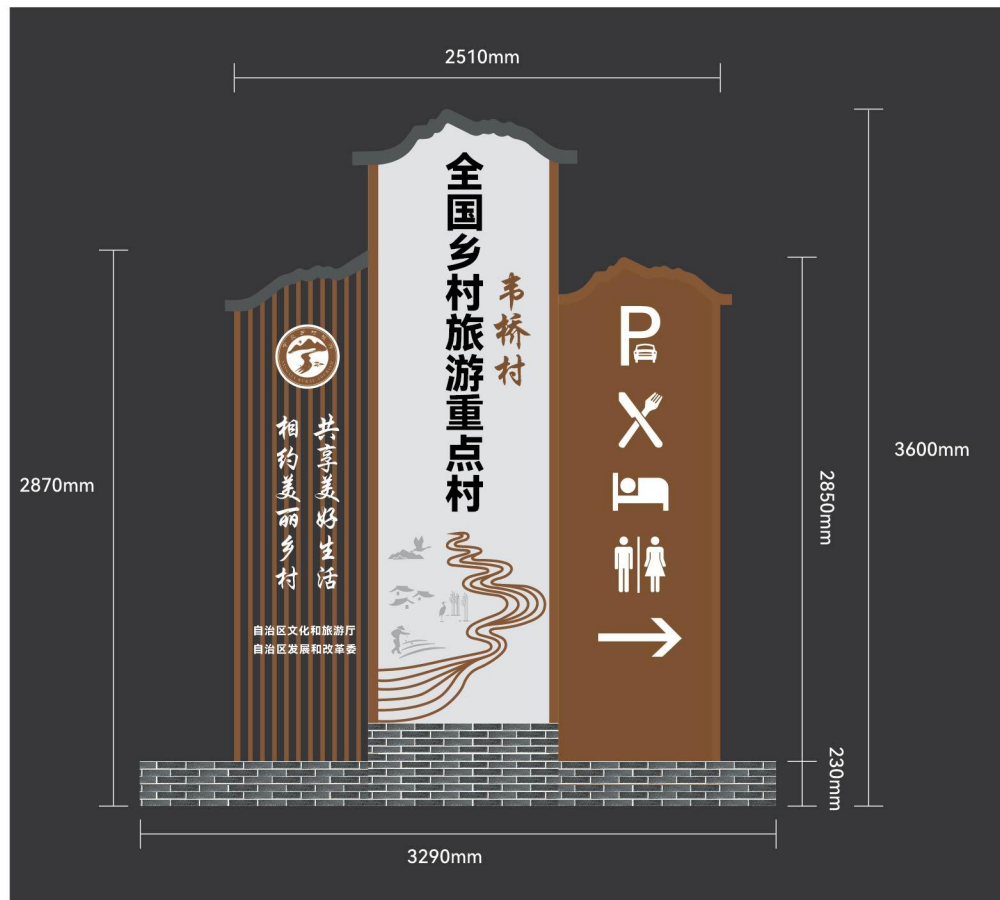 2510mm
全国乡村旅游重点村
韦桥村
共享美好生活
相约美丽乡村
自治区文化和旅游厅
自治区发展和改革委
P
2870mm
3600mm
2850mm
230mm
3290mm